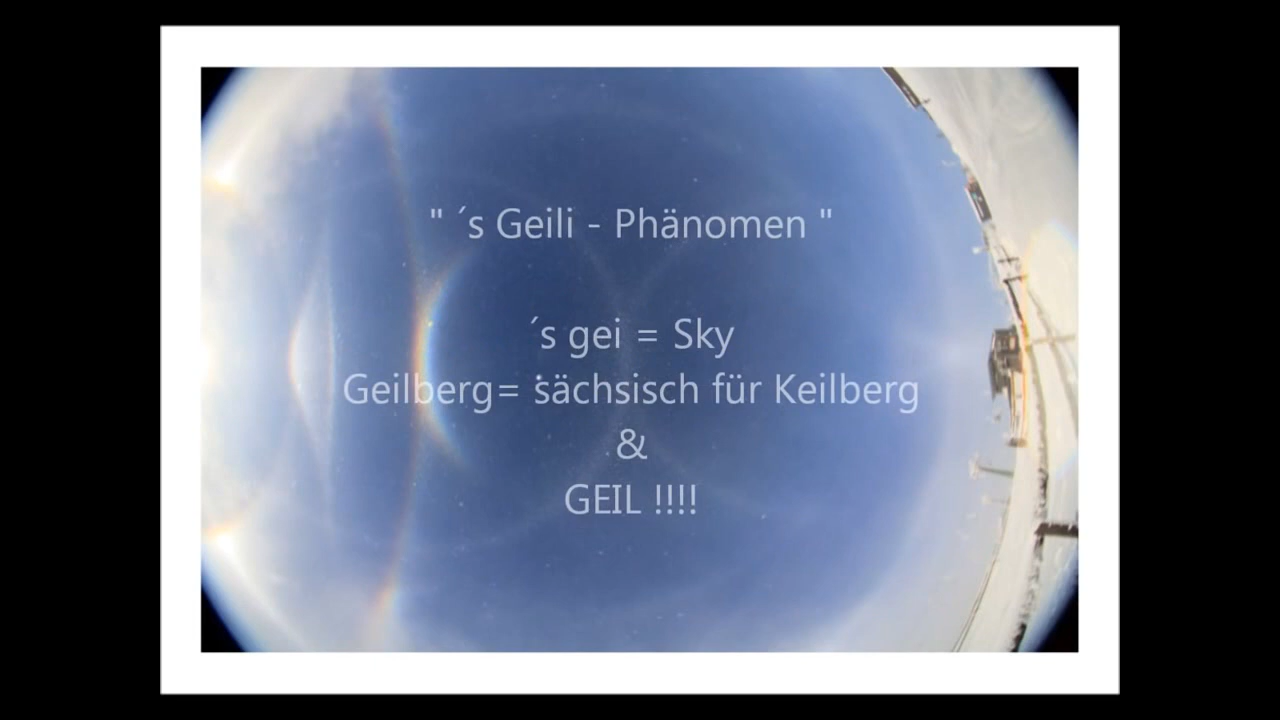 " ´s Geili - Phänomen "
´s gei = Sky
Geilberg= sächsisch für Keilberg
&
GEIL !!!!